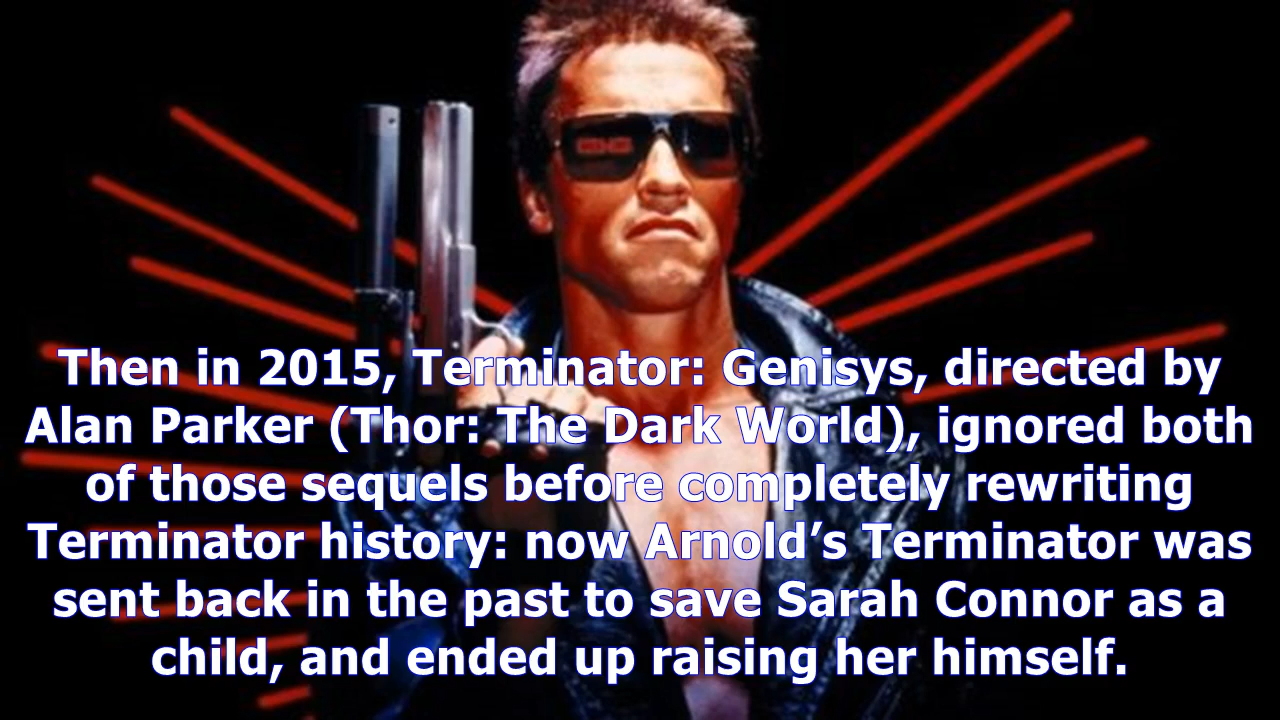 Then in 2015, Terminator: Genisys, directed by
Alan Parker (Thor: The Dark World), ignored both
of those sequels before completely rewriting
Terminator history: now Arnold’s Terminator was
sent back in the past to save Sarah Connor as a
child, and ended up raising her himself.